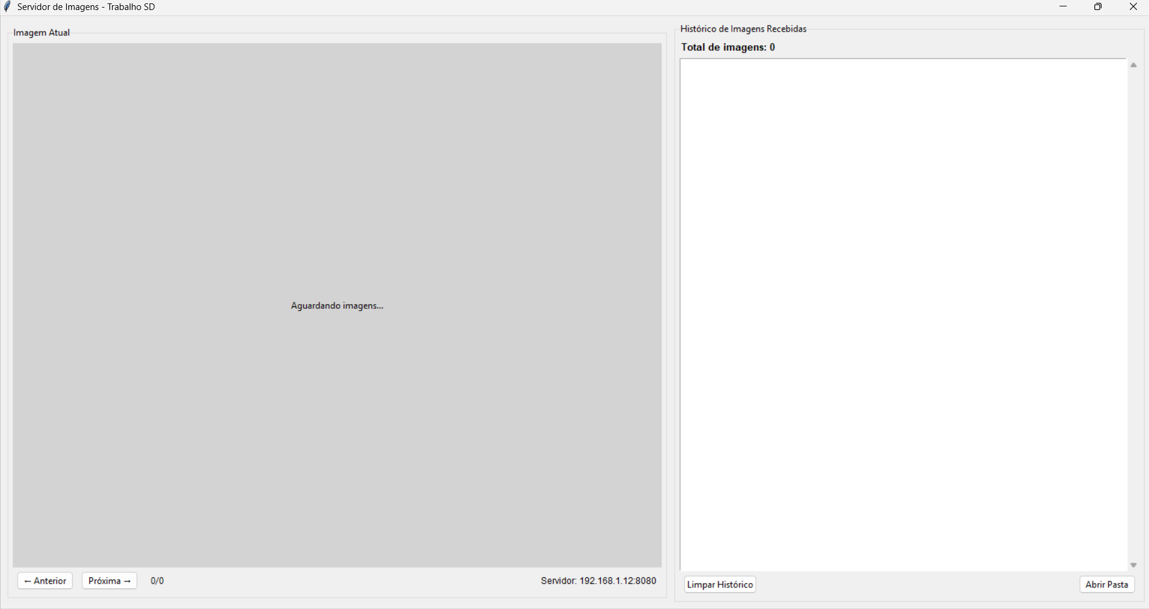 Servidor de Imagens - Trabalho SD
Imagem Atual
Aguardando imagens...
← Anterior
Próxima →
0/0
Servidor: 192.168.1.12:8080
Histórico de Imagens Recebidas
Total de imagens: 0
Limpar Histórico
Abrir Pasta